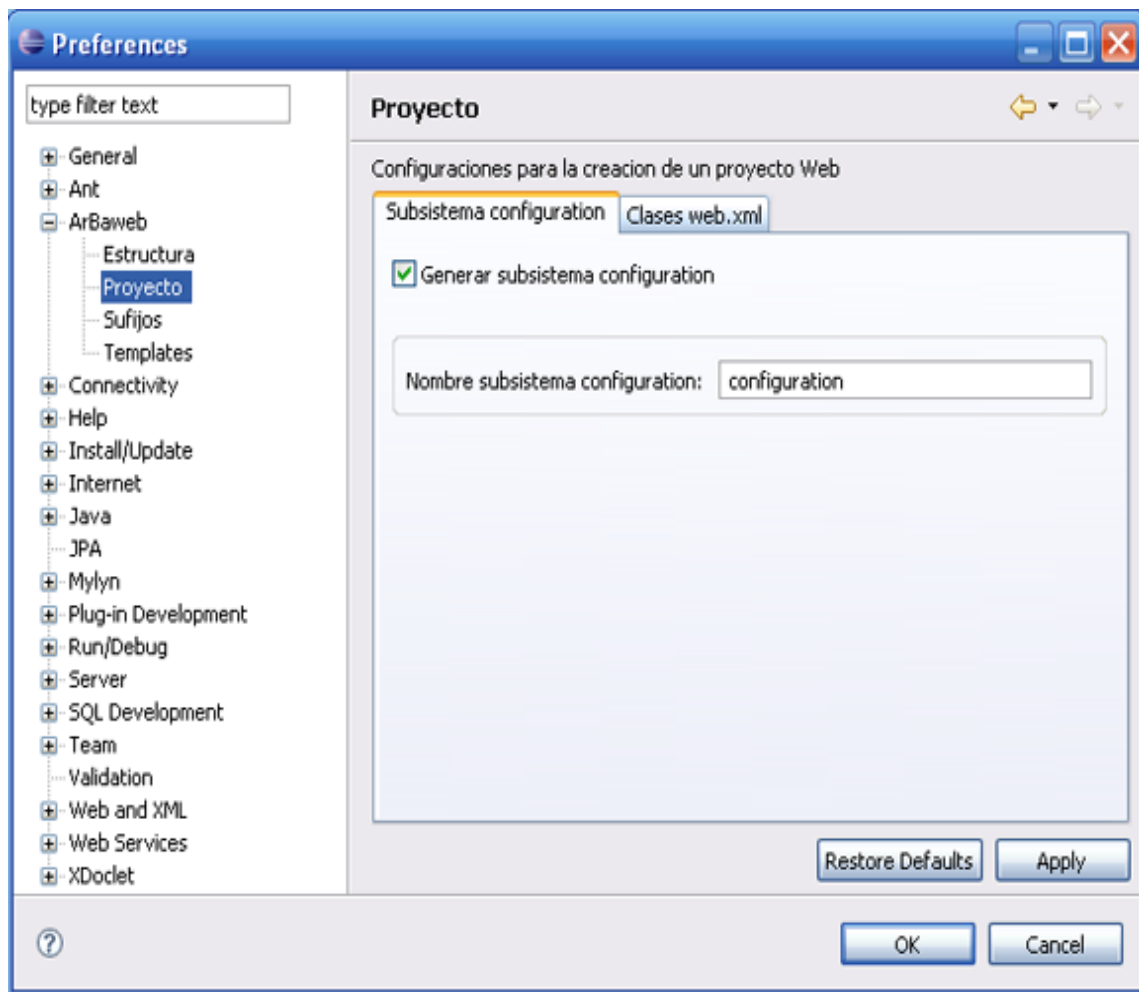 Preferences
type filter text
General
Ant
ArBaweb
Estructura
Proyecto
Sufijos
Templates
Connectivity
Help
Install/Update
Internet
Java
JPA
Mylyn
Plug-in Development
Run/Debug
Server
SQL Development
Team
Validation
Web and XML
Web Services
XDoclet
Proyecto
Configuraciones para la creacion de un proyecto Web
Subsistema configuration Clases web.xml
Generar subsistema configuration
Nombre subsistema configuration: configuration
Restore Defaults Apply
OK Cancel